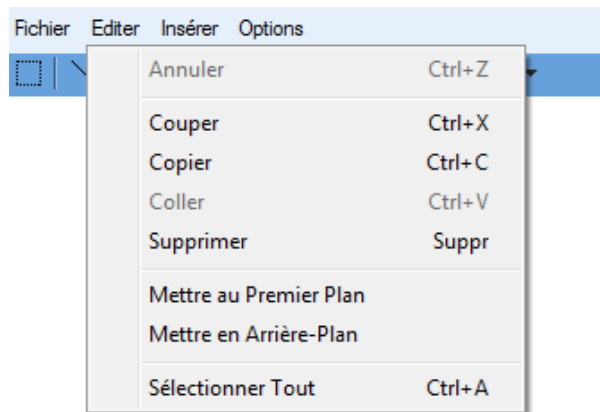 Fichier Editer Insérer Options
Annuler Ctrl+Z
Couper Ctrl+X
Copier Ctrl+C
Coller Ctrl+V
Supprimer Suppr
Mettre au Premier Plan
Mettre en Arrière-Plan
Sélectionner Tout Ctrl+A